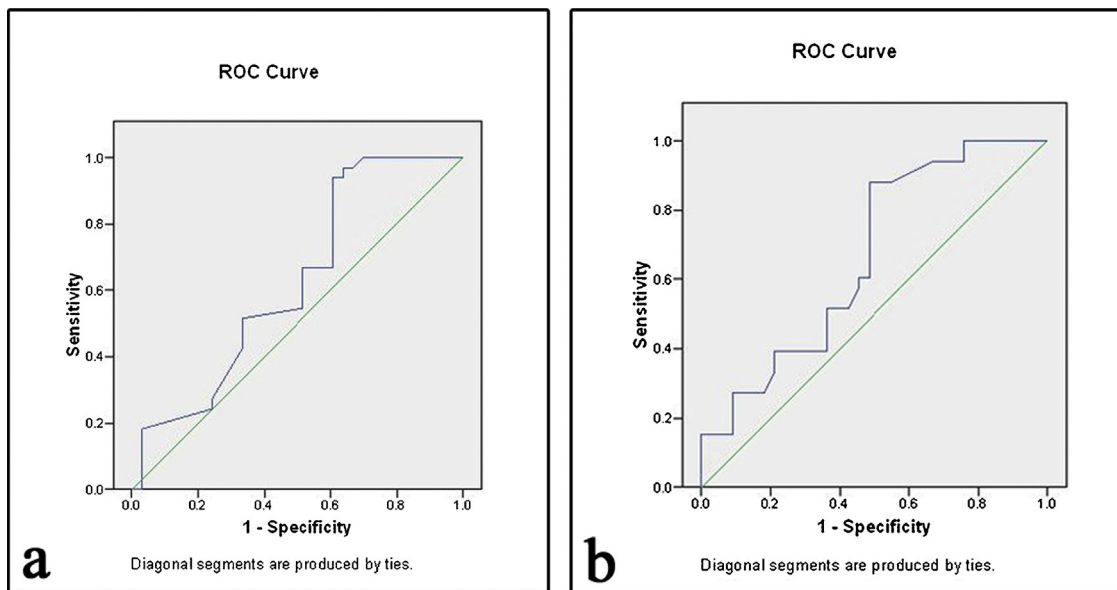 ROC Curve
1.0
0.8
0.6
0.4
0.2
0.0
Sensitivity
0.0 0.2 0.4 0.6 0.8 1.0
1 - Specificity
Diagonal segments are produced by ties.
a
ROC Curve
1.0
0.8
0.6
0.4
0.2
0.0
Sensitivity
0.0 0.2 0.4 0.6 0.8 1.0
1 - Specificity
Diagonal segments are produced by ties.
b